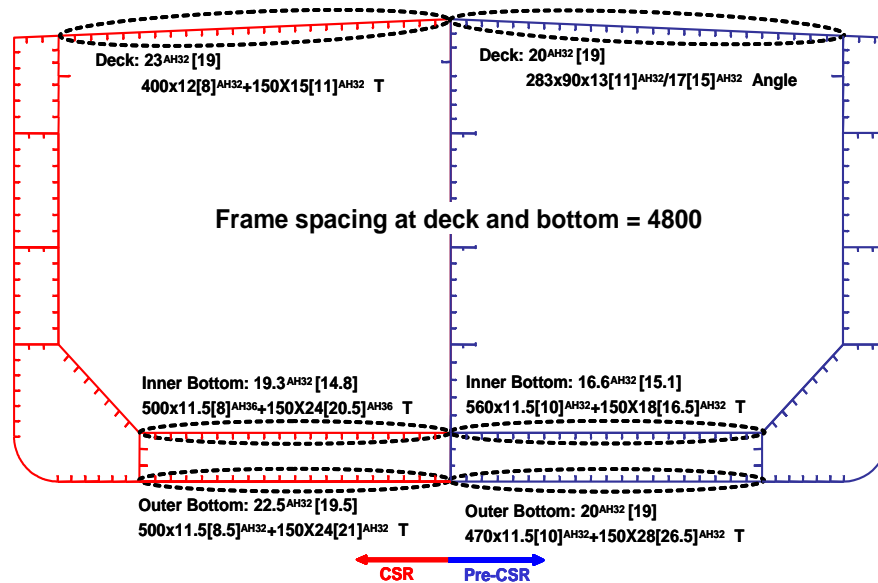 Deck: 23AH32 [19]
400x12[8]AH32+150X15[11]AH32 T
Deck: 20AH32 [19]
283x90x13[11]AH32/17[15]AH32 Angle
Frame spacing at deck and bottom = 4800
Inner Bottom: 19.3AH32 [14.8]
500x11.5[8]AH36+150X24[20.5]AH36 T
Inner Bottom: 16.6AH32 [15.1]
560x11.5[10]AH32+150X18[16.5]AH32 T
Outer Bottom: 22.5AH32 [19.5]
500x11.5[8.5]AH32+150X24[21]AH32 T
Outer Bottom: 20AH32 [19]
470x11.5[10]AH32+150X28[26.5]AH32 T
CSR
Pre-CSR